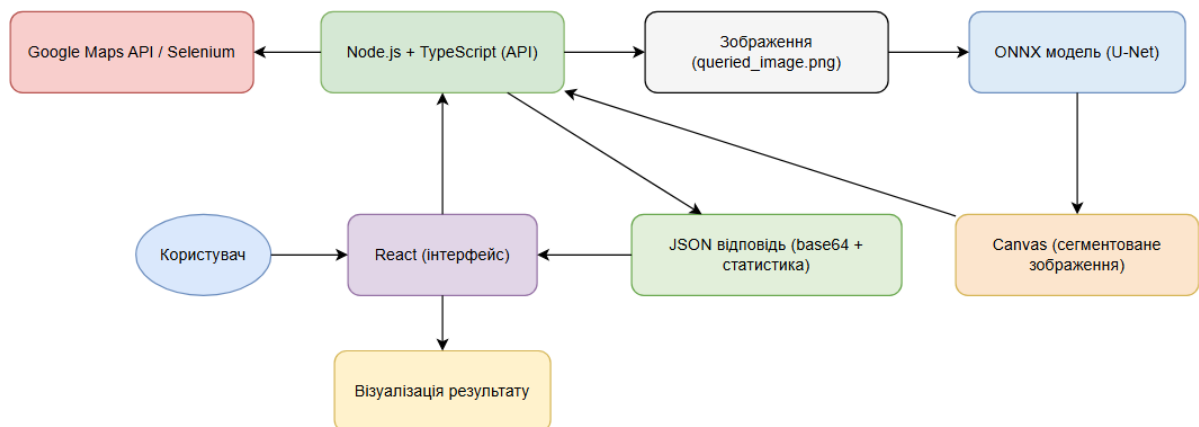 Google Maps API / Selenium
Node.js + TypeScript (API)
Зображення
(queried_image.png)
ONNX модель (U-Net)
Користувач
React (інтерфейс)
JSON відповідь (base64 +
статистика)
Canvas (сегментоване
зображення)
Візуалізація результату